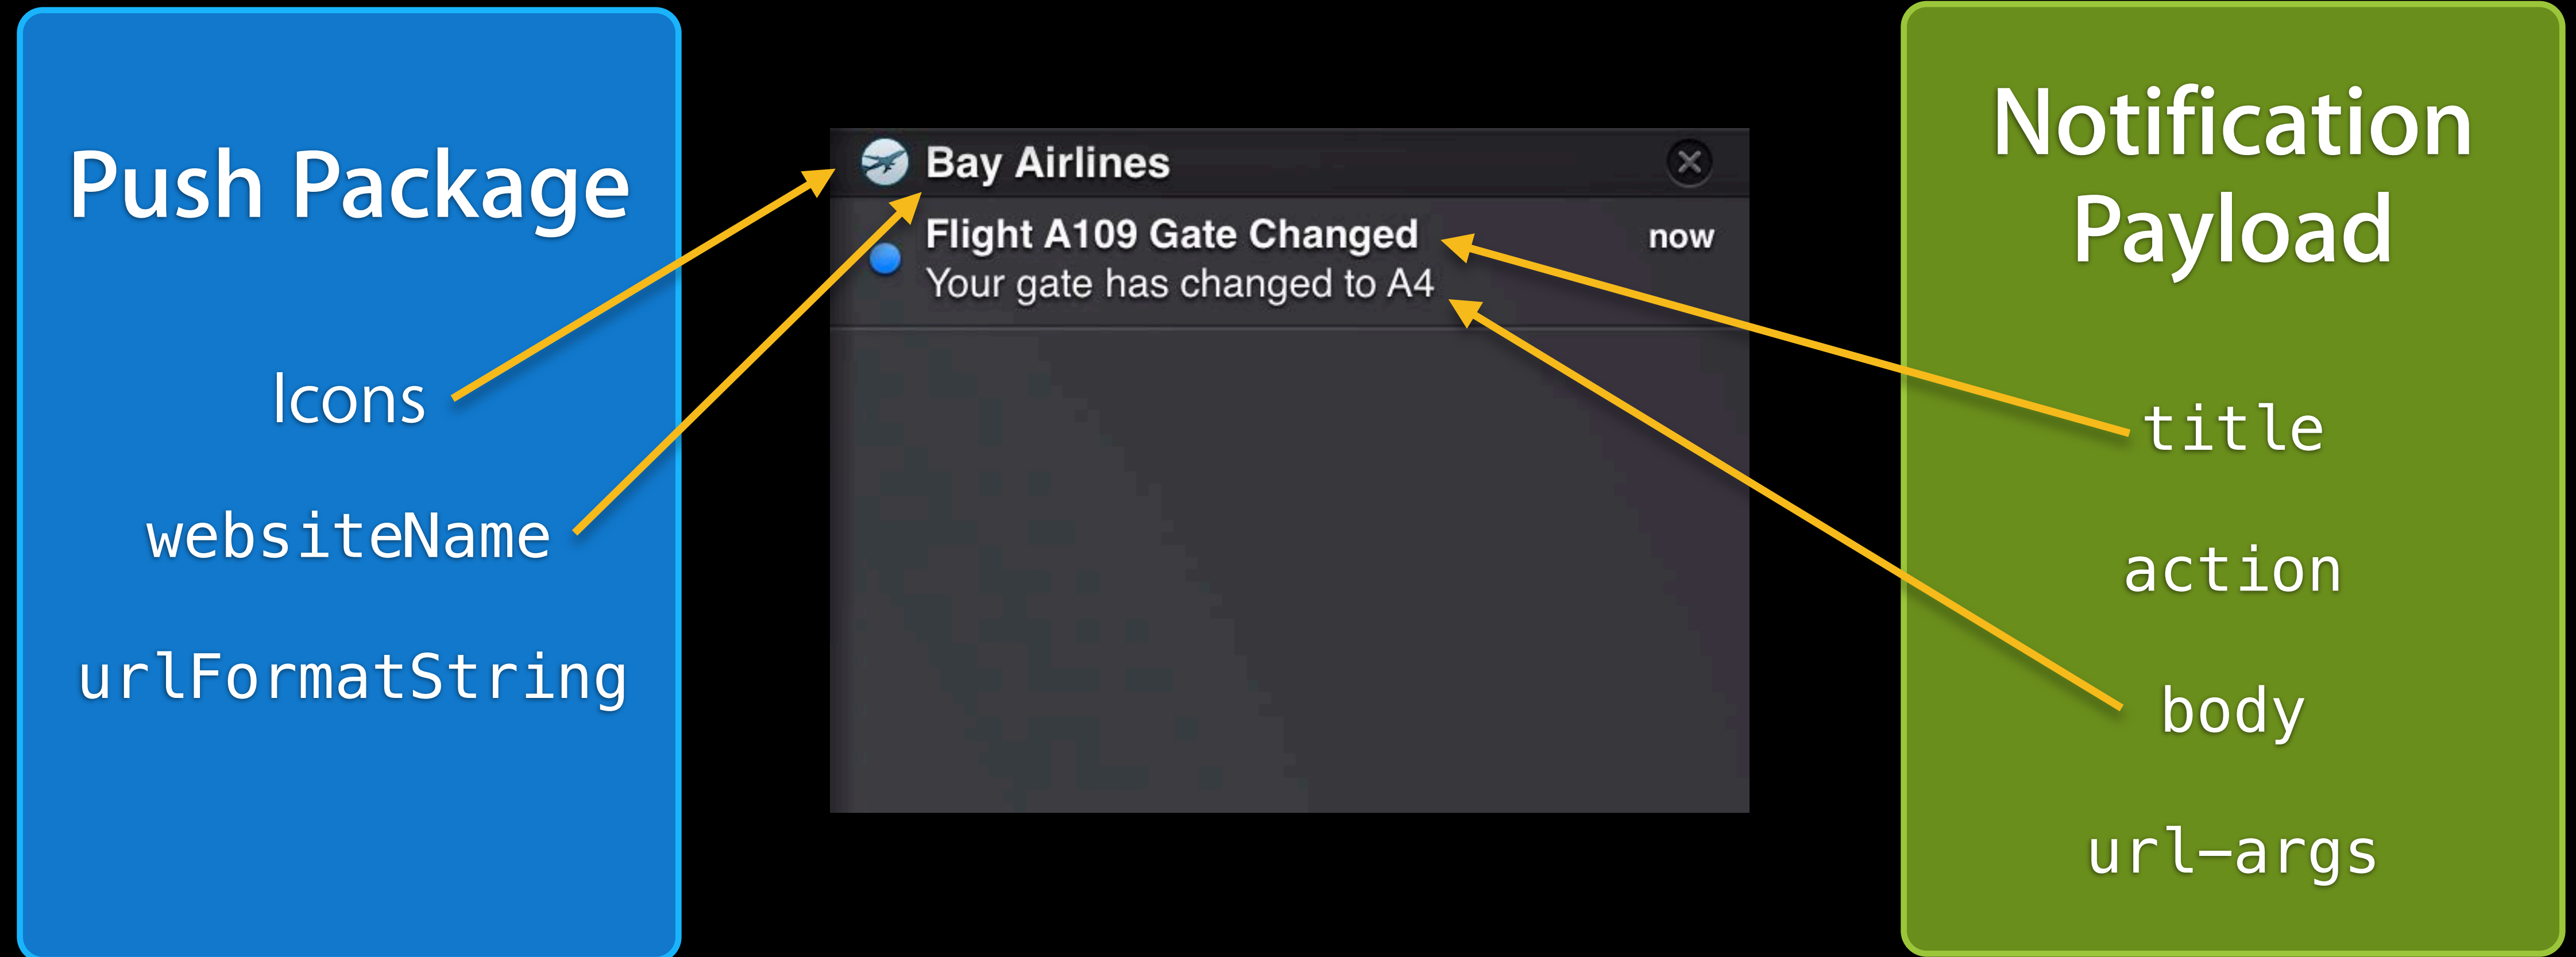 Push Package
Icons
websiteName
urlFormatString
Bay Airlines
Flight A109 Gate Changed
now
Your gate has changed to A4
Notification
Payload
title
action
body
url-args